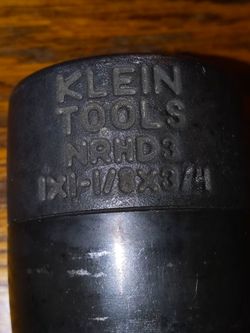 KLEIN
TOOLS
NRHD3
1X1-1/8X3/4